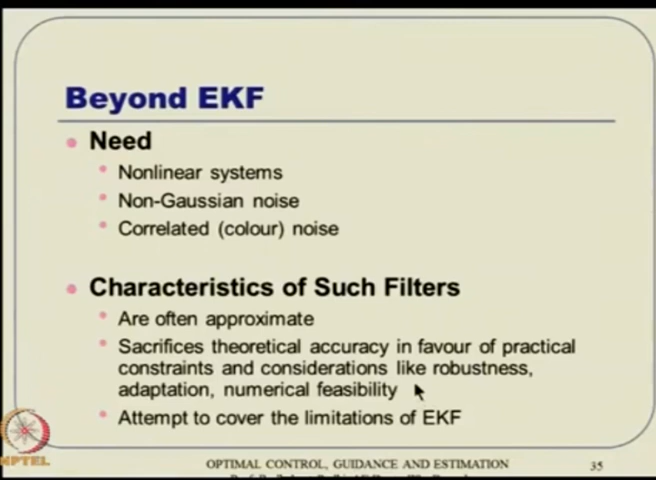 Beyond EKF
Need
Nonlinear systems
Non-Gaussian noise
Correlated (colour) noise
Characteristics of Such Filters
Are often approximate
Sacrifices theoretical accuracy in favour of practical
constraints and considerations like robustness,
adaptation, numerical feasibility
Attempt to cover the limitations of EKF
NPTEL
OPTIMAL CONTROL, GUIDANCE AND ESTIMATION
35